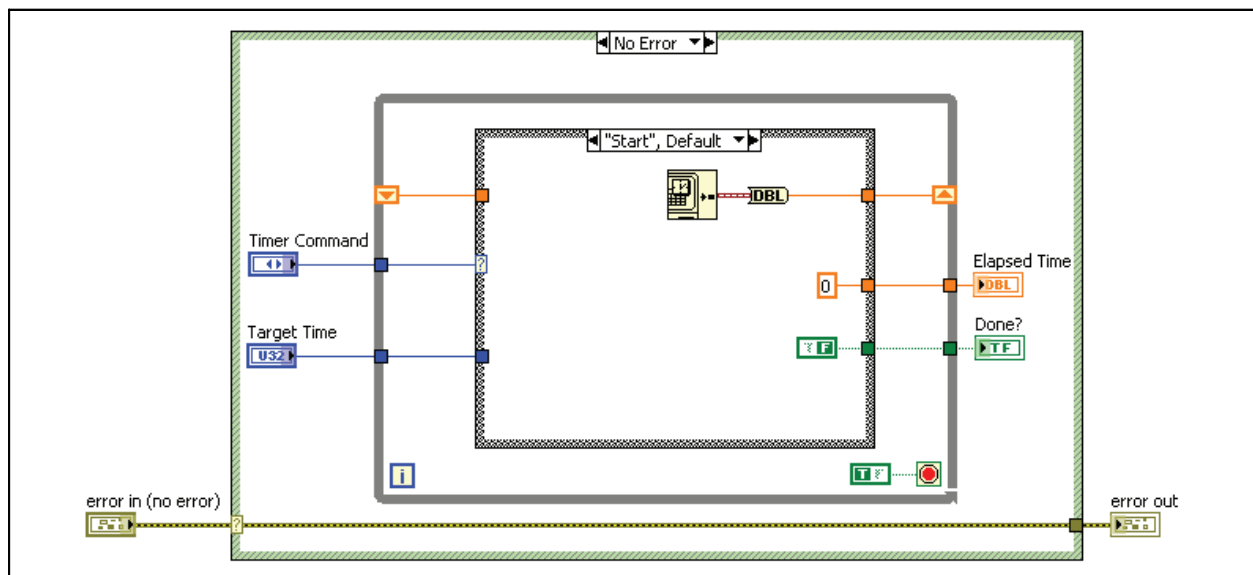 No Error
"Start", Default
DBL
Timer Command
Elapsed Time
0
DBL
Target Time
Done?
U32
F
TF
i
T
error in (no error)
error out
?
?